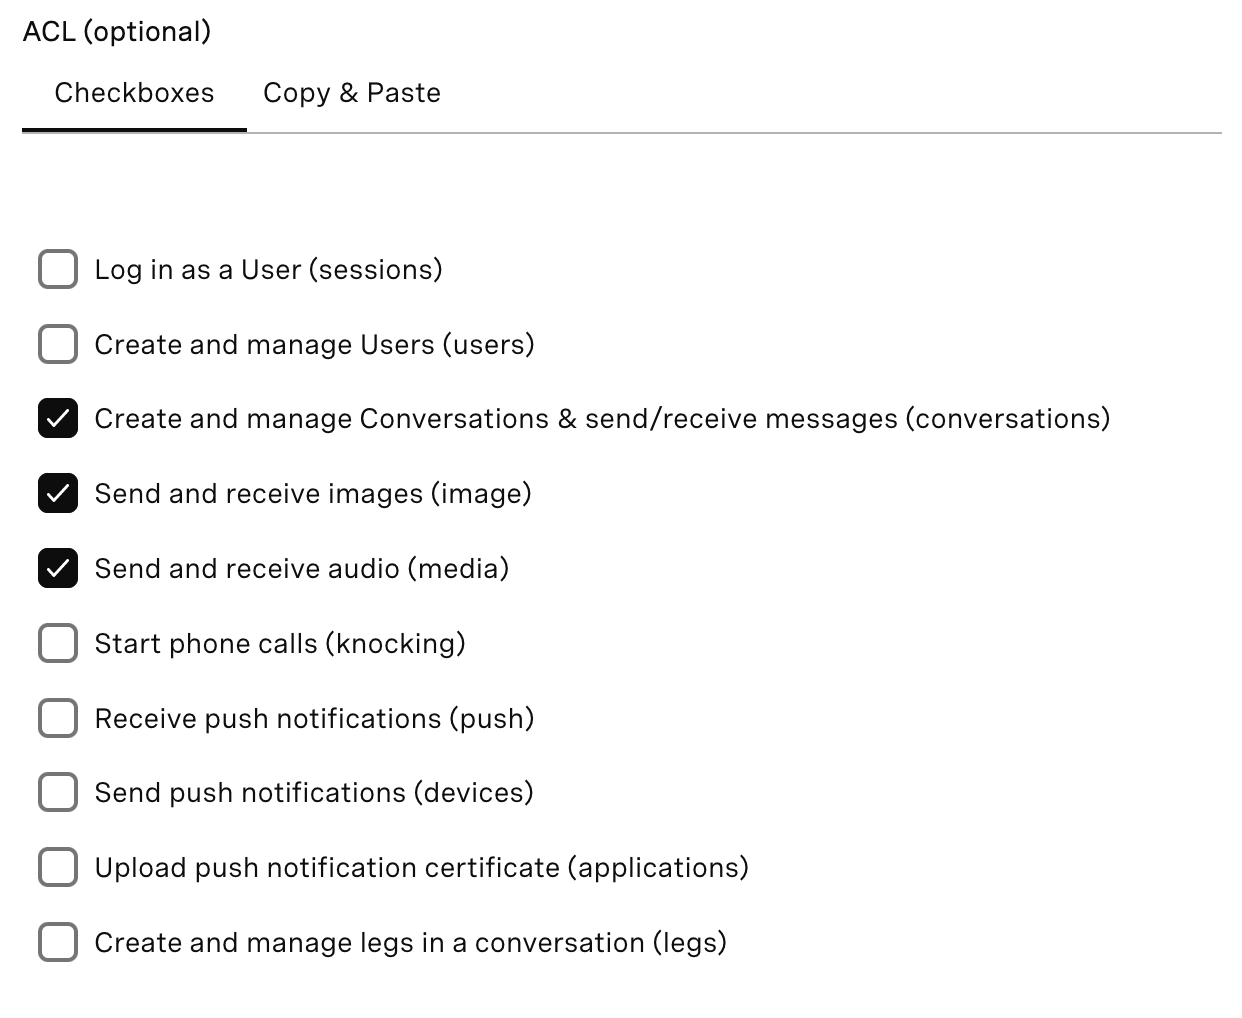 ACL (optional)
Checkboxes Copy & Paste
Log in as a User (sessions)
Create and manage Users (users)
Create and manage Conversations & send/receive messages (conversations)
Send and receive images (image)
Send and receive audio (media)
Start phone calls (knocking)
Receive push notifications (push)
Send push notifications (devices)
Upload push notification certificate (applications)
Create and manage legs in a conversation (legs)